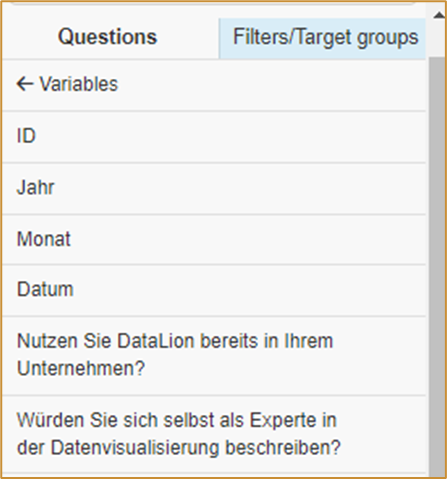 Questions
Filters/Target groups
← Variables
ID
Jahr
Monat
Datum
Nutzen Sie DataLion bereits in Ihrem
Unternehmen?
Würden Sie sich selbst als Experte in
der Datenvisualisierung beschreiben?